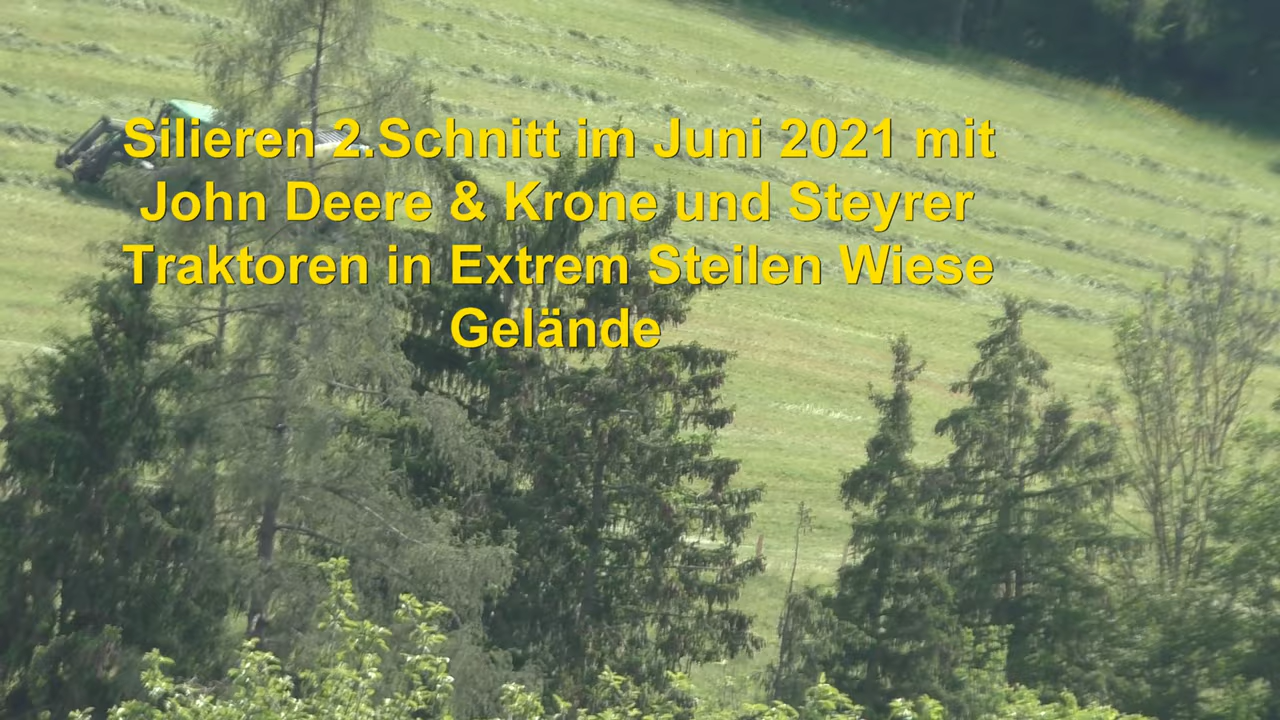 Silieren 2.Schnitt im Juni 2021 mit
John Deere & Krone und Steyrer
Traktoren in Extrem Steilen Wiese
Gelände